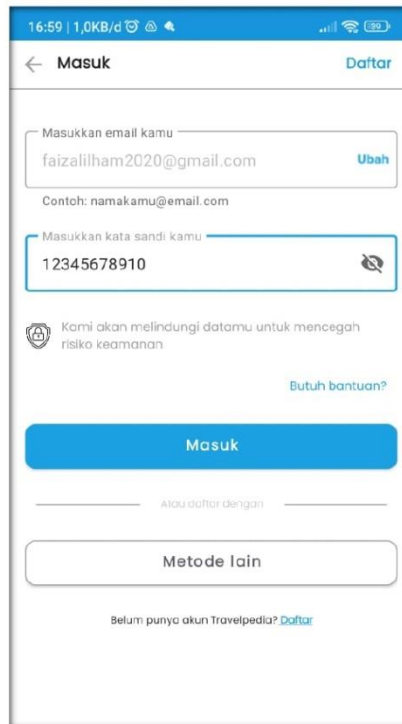 16:59 | 1,0KB/d
59
Masuk
Daftar
Masukkan email kamu
faizalilham2020@gmail.com
Ubah
Contoh: namakamu@email.com
Masukkan kata sandi kamu
12345678910
Kami akan melindungi datamu untuk mencegah
risiko keamanan
Butuh bantuan?
Masuk
Atau daftar dengan
Metode lain
Belum punya akun Travelpedia? Daftar